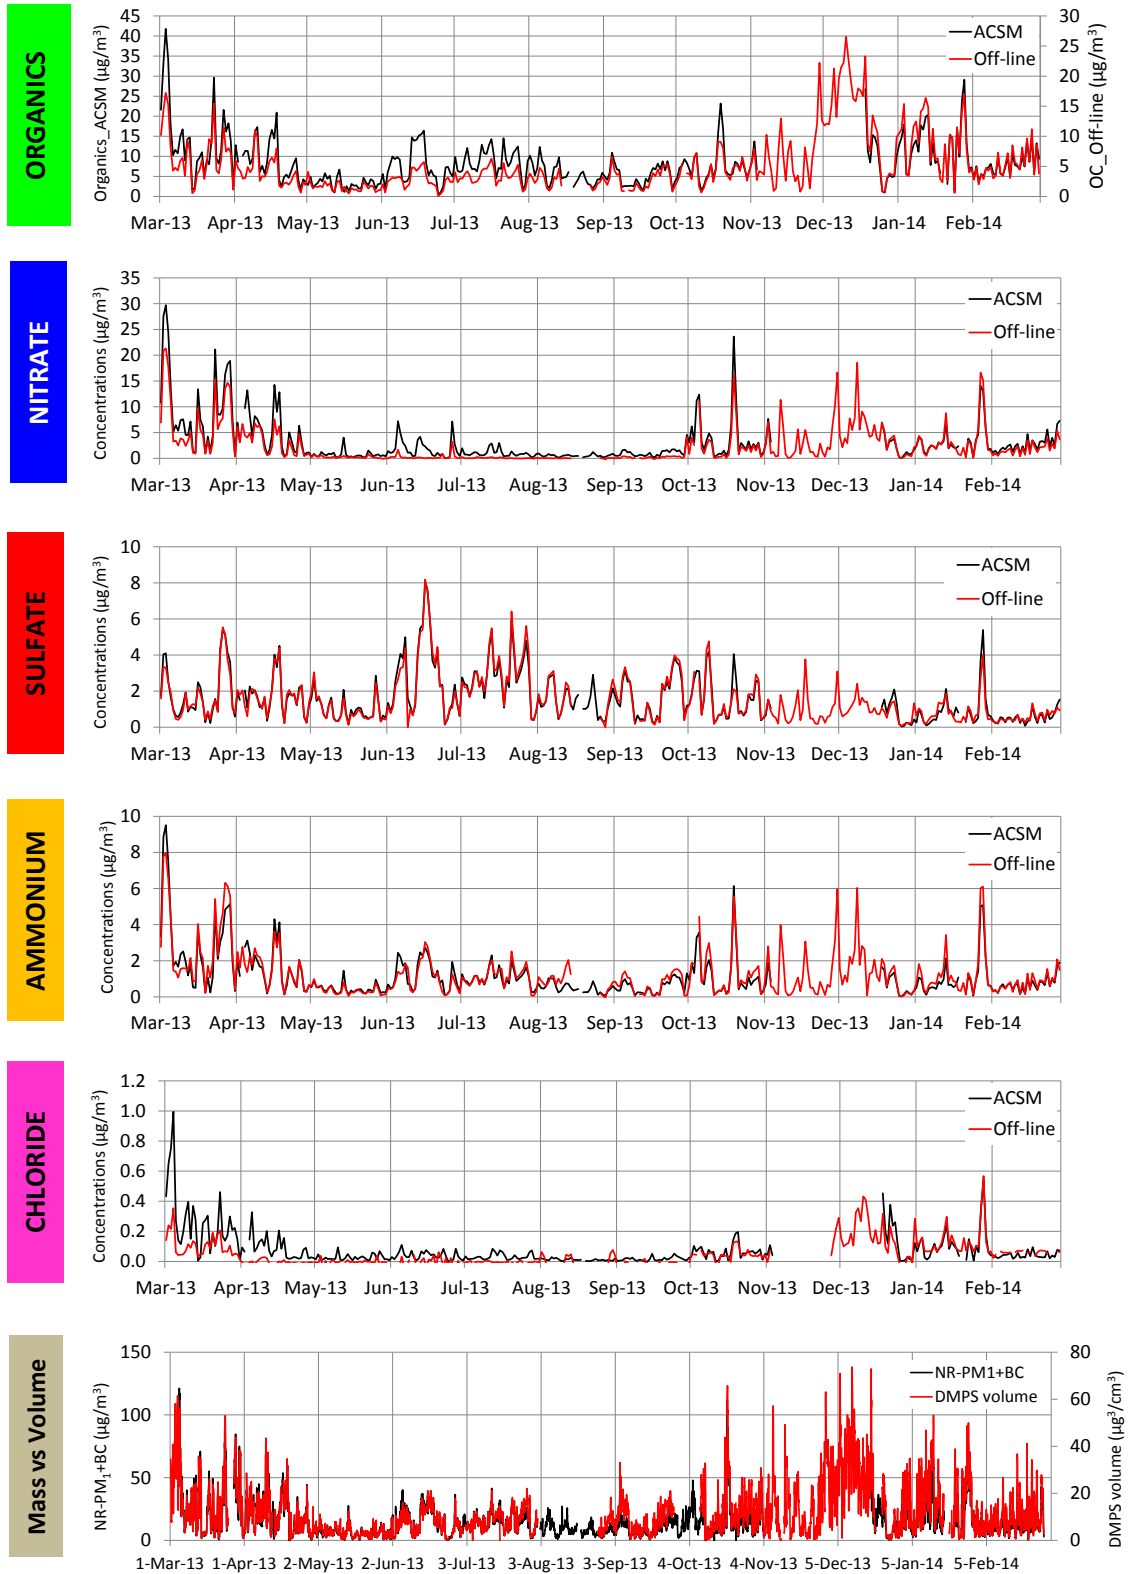 ORGANICS
Organics_ACSM (µg/m³)
45
40
35
30
25
20
15
10
5
0
ACSM
Off-line
30
25
20
15
10
5
0
OC_Off-line (µg/m³)
Mar-13 Apr-13 May-13 Jun-13 Jul-13 Aug-13 Sep-13 Oct-13 Nov-13 Dec-13 Jan-14 Feb-14
NITRATE
Concentrations (µg/m³)
35
30
25
20
15
10
5
0
ACSM
Off-line
Mar-13 Apr-13 May-13 Jun-13 Jul-13 Aug-13 Sep-13 Oct-13 Nov-13 Dec-13 Jan-14 Feb-14
SULFATE
Concentrations (µg/m³)
10
8
6
4
2
0
ACSM
Off-line
Mar-13 Apr-13 May-13 Jun-13 Jul-13 Aug-13 Sep-13 Oct-13 Nov-13 Dec-13 Jan-14 Feb-14
AMMONIUM
Concentrations (µg/m³)
10
8
6
4
2
0
ACSM
Off-line
Mar-13 Apr-13 May-13 Jun-13 Jul-13 Aug-13 Sep-13 Oct-13 Nov-13 Dec-13 Jan-14 Feb-14
CHLORIDE
Concentrations (µg/m³)
1.2
1.0
0.8
0.6
0.4
0.2
0.0
ACSM
Off-line
Mar-13 Apr-13 May-13 Jun-13 Jul-13 Aug-13 Sep-13 Oct-13 Nov-13 Dec-13 Jan-14 Feb-14
Mass vs Volume
NR-PM₁+BC (µg/m³)
150
100
50
0
NR-PM1+BC
DMPS volume
80
60
40
20
0
DMPS volume (µg³/cm³)
1-Mar-13 1-Apr-13 2-May-13 2-Jun-13 3-Jul-13 3-Aug-13 3-Sep-13 4-Oct-13 4-Nov-13 5-Dec-13 5-Jan-14 5-Feb-14